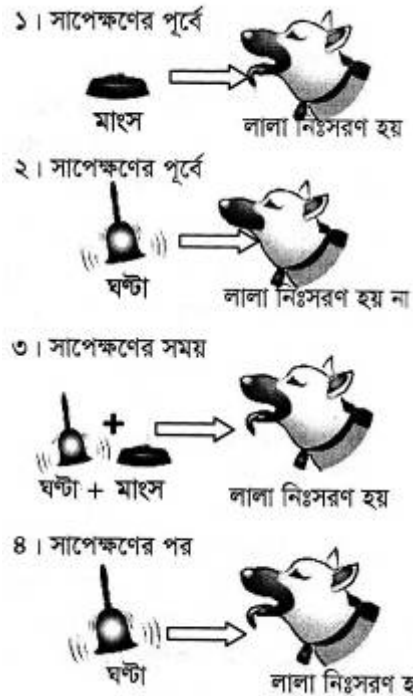 ১। সাপেক্ষণের পূর্বে
মাংস
লালা নিঃসরণ হয়
২। সাপেক্ষণের পূর্বে
ঘণ্টা
লালা নিঃসরণ হয় না
৩। সাপেক্ষণের সময়
+
ঘণ্টা + মাংস
লালা নিঃসরণ হয়
৪। সাপেক্ষণের পর
ঘণ্টা
লালা নিঃসরণ